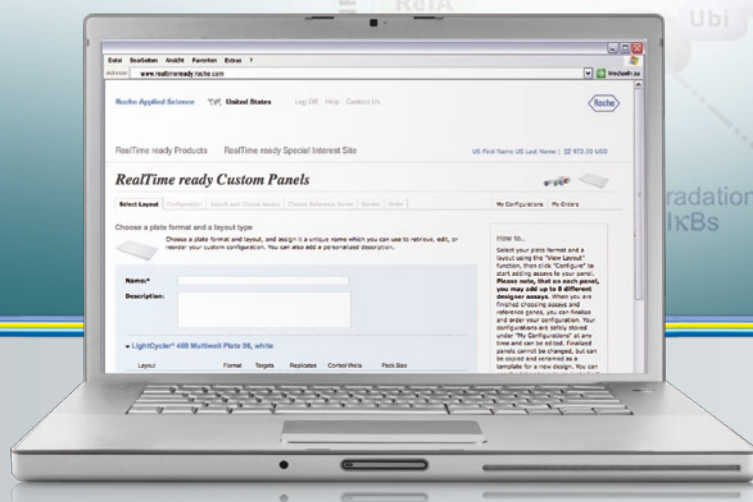 RelA
Ubi
Datei Bearbeiten Ansicht Favoriten Extras ?
Adresse www.realtimeready.roche.com Wechseln zu
Roche Applied Science United States Log Off Help Contact Us
Roche
RealTime ready Products RealTime ready Special Interest Site US First Name US Last Name | 972.00 USD
RealTime ready Custom Panels
Select Layout Configuration Search and Choose Assays Choose Reference Genes Review Order My Configurations My Orders
radation
IκBs
Choose a plate format and a layout type
Choose a plate format and layout, and assign it a unique name which you can use to retrieve, edit, or
reorder your custom configuration. You can also add a personalized description.
Name:*
Description:
LightCycler® 480 Multiwell Plate 96, white
Layout Format Targets Replicates Control Wells Pack Size
How to..
Select your plate format and a
layout using the "View Layout"
function, then click "Configure" to
start adding assays to your panel.
Please note, that on each panel,
you may add up to 8 different
designer assays. When you are
finished choosing assays and
reference genes, you can finalize
and order your configuration. Your
configurations are safely stored
under "My Configurations" at any
time and can be edited. Finalized
panels cannot be changed, but can
be copied and renamed as a
template for a new design. You can